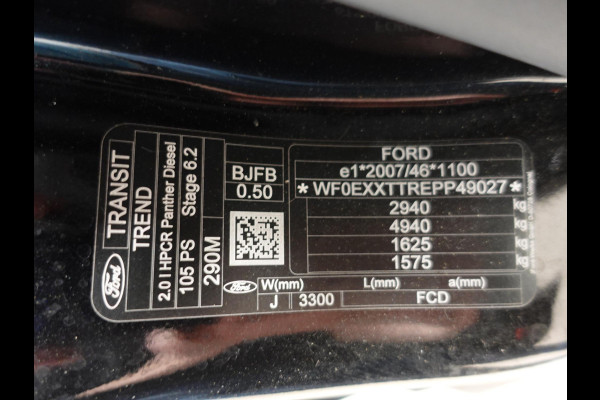 TRANSIT
TREND
2.0 l HPCR Panther Diesel
105 PS Stage 6.2
290M
BJFB
0.50
FORD
e1*2007/46*1100
*WF0EXXTTREPP49027*
2940 kg
4940 kg
1625 kg
1575 kg
Ford
Ford W(mm) L(mm) a(mm)
J 3300 FCD